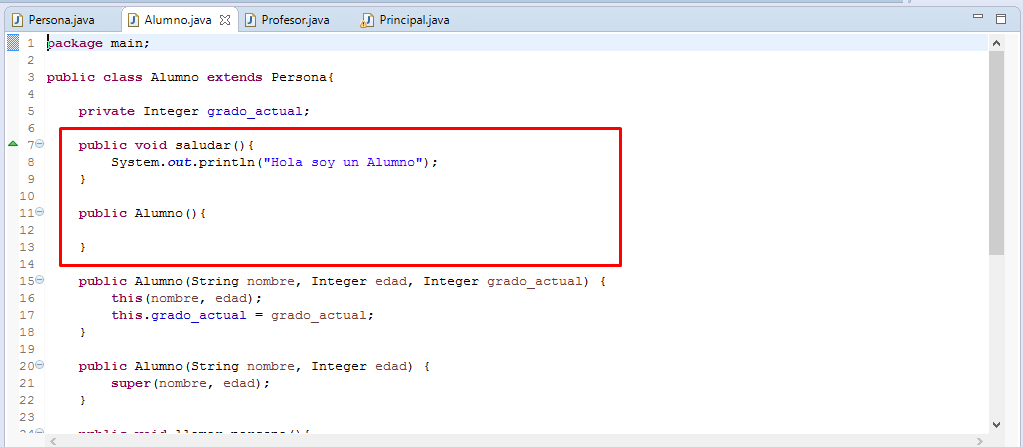 Persona.java Alumno.java Profesor.java Principal.java
1 package main;
2
3 public class Alumno extends Persona{
4
5 private Integer grado_actual;
6
7 public void saludar(){
8 System.out.println("Hola soy un Alumno");
9 }
10
11 public Alumno(){
12
13 }
14
15 public Alumno(String nombre, Integer edad, Integer grado_actual) {
16 this(nombre, edad);
17 this.grado_actual = grado_actual;
18 }
19
20 public Alumno(String nombre, Integer edad) {
21 super(nombre, edad);
22 }
23